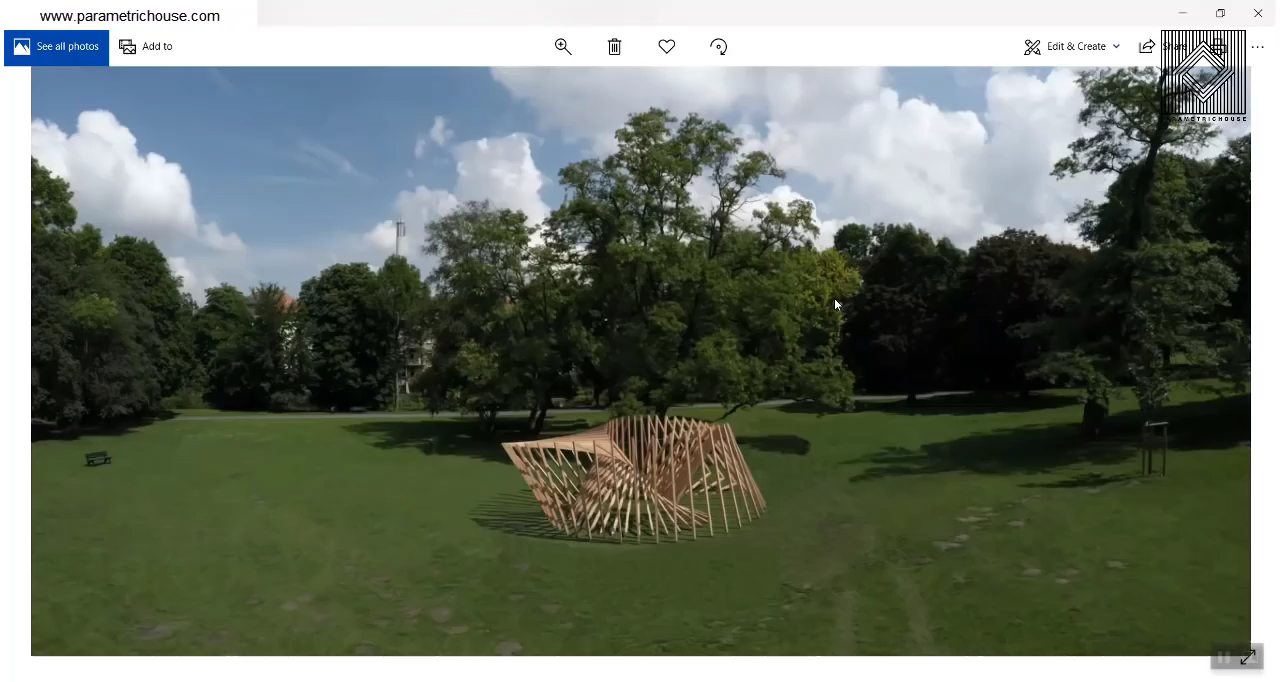 www.parametrichouse.com
See all photos
Add to
Edit & Create
Share
PARAMETRICHOUSE